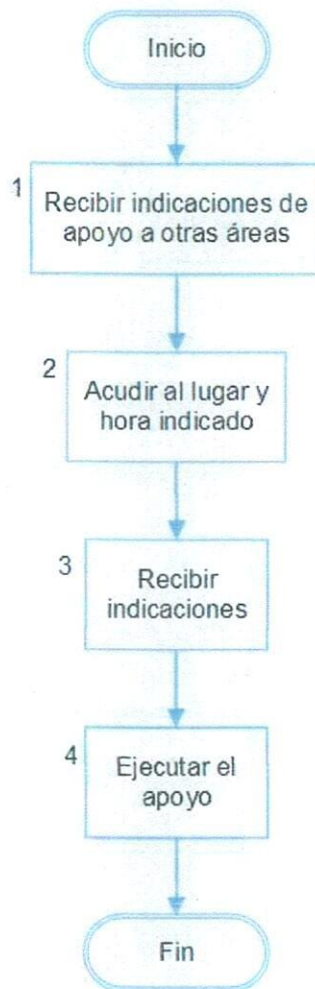 Inicio
1
Recibir indicaciones de
apoyo a otras áreas
2
Acudir al lugar y
hora indicado
3
Recibir
indicaciones
4
Ejecutar el
apoyo
Fin